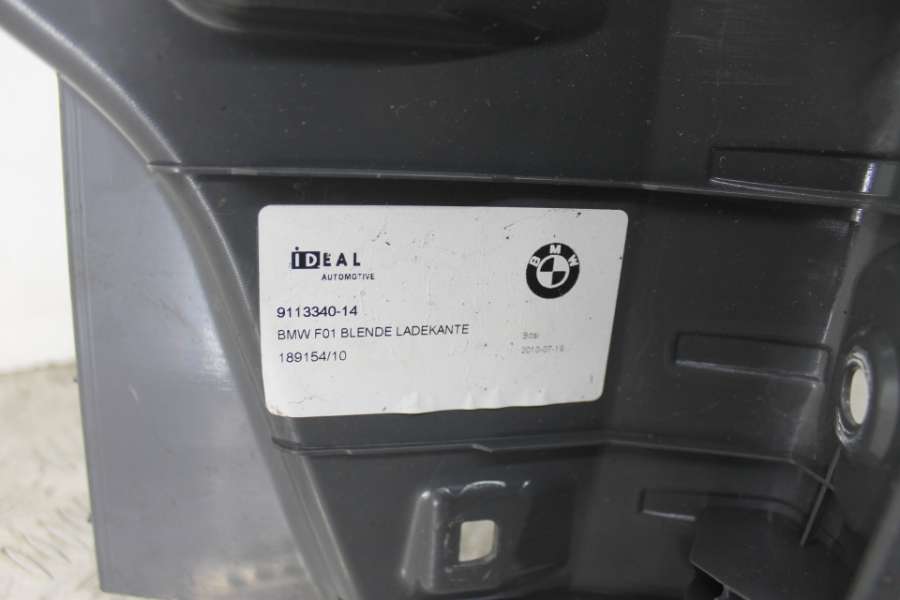 iDEAL
AUTOMOTIVE
BMW
9113340-14
BMW F01 BLENDE LADEKANTE
189154/10
2010-07-19